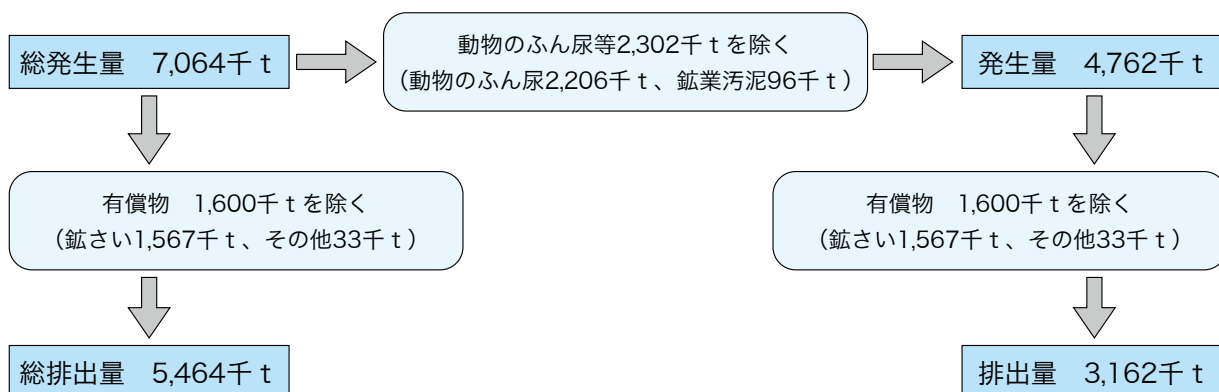 総発生量　7,064千ｔ
動物のふん尿等2,302千ｔを除く
（動物のふん尿2,206千ｔ、鉱業汚泥96千ｔ）
発生量　4,762千ｔ
有償物　1,600千ｔを除く
（鉱さい1,567千ｔ、その他33千ｔ）
有償物　1,600千ｔを除く
（鉱さい1,567千ｔ、その他33千ｔ）
総排出量　5,464千ｔ
排出量　3,162千ｔ